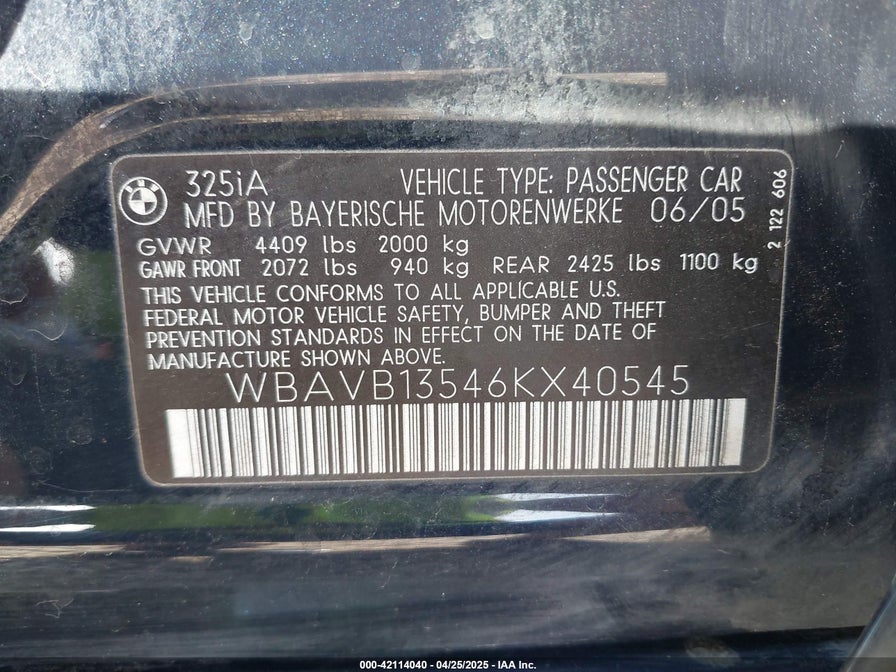 BMW
325iA VEHICLE TYPE: PASSENGER CAR
MFD BY BAYERISCHE MOTORENWERKE 06/05
GVWR 4409 lbs 2000 kg
GAWR FRONT 2072 lbs 940 kg REAR 2425 lbs 1100 kg
THIS VEHICLE CONFORMS TO ALL APPLICABLE U.S.
FEDERAL MOTOR VEHICLE SAFETY, BUMPER AND THEFT
PREVENTION STANDARDS IN EFFECT ON THE DATE OF
MANUFACTURE SHOWN ABOVE.
WBAVB13546KX40545
2 122 606
000-42114040 - 04/25/2025 - IAA Inc.